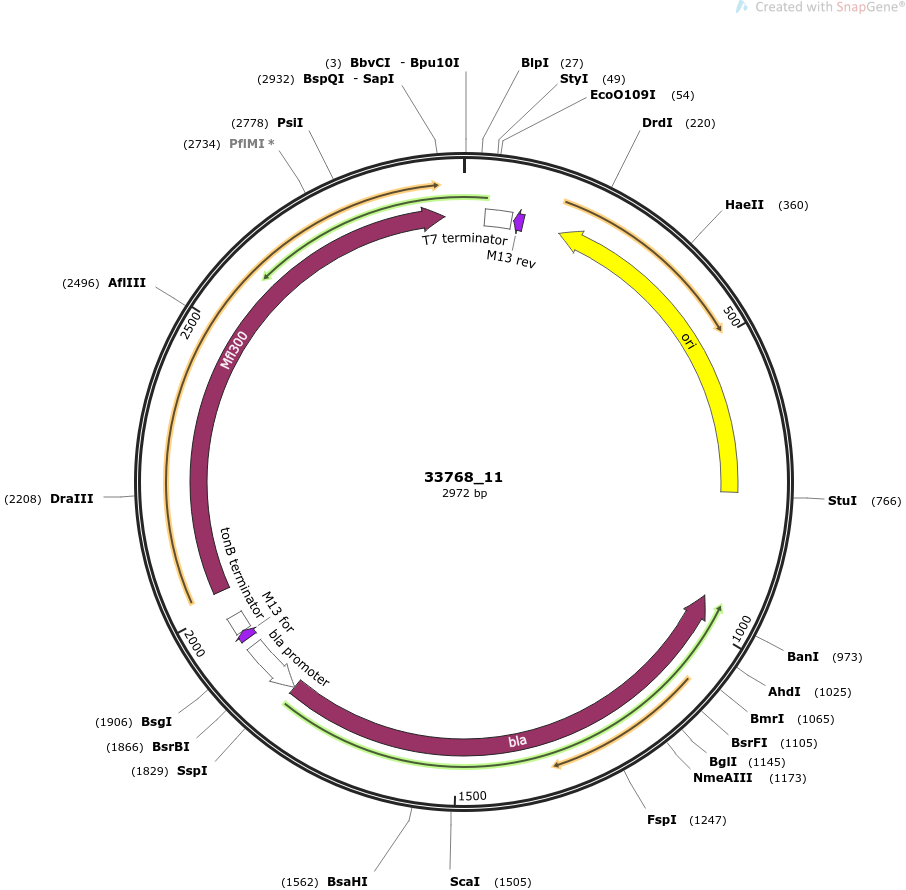 Created with SnapGene®
(3) BbvCI - Bpu10I
BlpI (27)
(2932) BspQI - SapI
StyI (49)
EcoO109I (54)
(2778) PsiI
DrdI (220)
(2734) PflMI *
HaeII (360)
T7 terminator
M13 rev
(2496) AflIII
2500
500
Mfl300
ori
33768_11
2972 bp
(2208) DraIII
StuI (766)
tonB terminator
M13 for
bla promoter
2000
1000
BanI (973)
AhdI (1025)
(1906) BsgI
BmrI (1065)
(1866) BsrBI
bla
BsrFI (1105)
(1829) SspI
BglI (1145)
NmeAIII (1173)
1500
FspI (1247)
(1562) BsaHI
ScaI (1505)